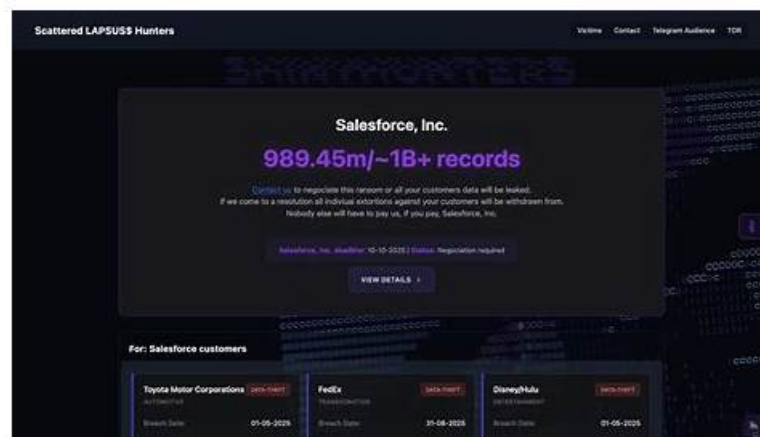 Scattered LAPSUS$ Hunters
Victims Contact Telegram Audience TOR
SHINYHUNTERS
Salesforce, Inc.
989.45m/~1B+ records
Contact us to negotiate this ransom or all your customers data will be leaked.
If we come to a resolution all indiviual extortions against your customers will be withdrawn from.
Nobody else will have to pay us, if you pay, Salesforce, Inc.
Salesforce, Inc. deadline: 10-10-2025 | Status: Negotiation required
VIEW DETAILS
For: Salesforce customers
Toyota Motor Corporations DATA-THEFT FedEx DATA-THEFT Disney/Hulu DATA-THEFT
AUTOMOTIVE TRANSPORTATION ENTERTAINMENT
Breach Date: 01-05-2025 Breach Date: 31-08-2025 Breach Date: 01-05-2025